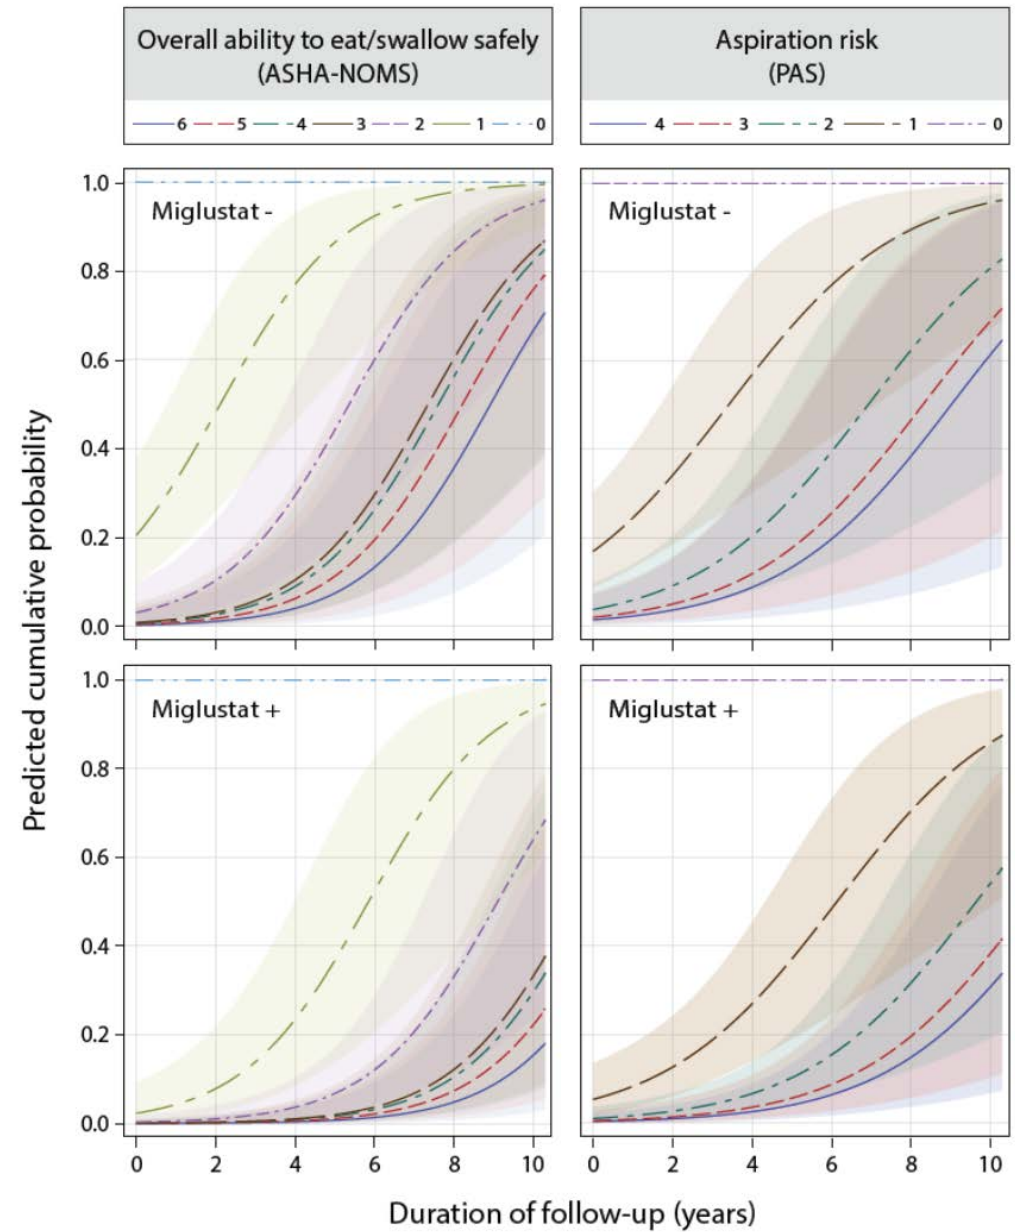 Overall ability to eat/swallow safely
(ASHA-NOMS)
6 5 4 3 2 1 0
Aspiration risk
(PAS)
4 3 2 1 0
Predicted cumulative probability
1.0
0.8
0.6
0.4
0.2
0.0
Miglustat -
Miglustat -
1.0
0.8
0.6
0.4
0.2
0.0
Miglustat +
Miglustat +
0 2 4 6 8 10
0 2 4 6 8 10
Duration of follow-up (years)